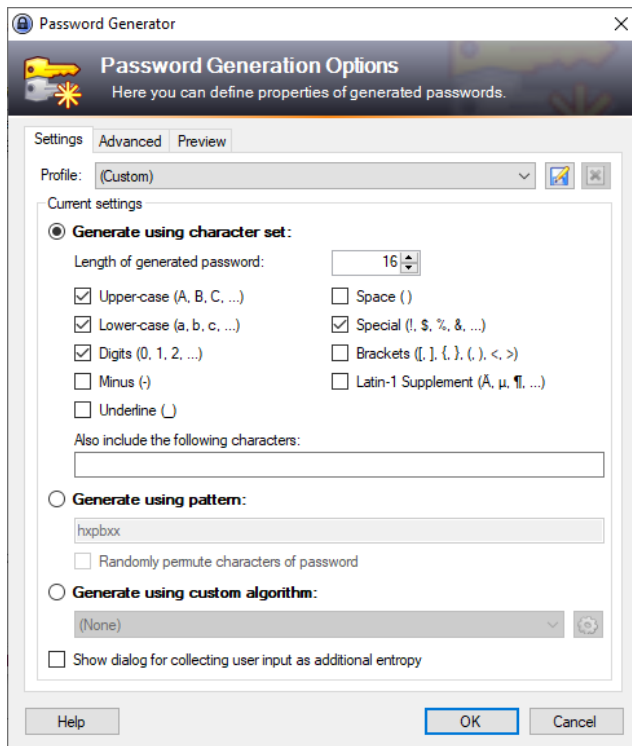 Password Generator
Password Generation Options
Here you can define properties of generated passwords.
Settings Advanced Preview
Profile: (Custom)
Current settings
Generate using character set:
Length of generated password: 16
Upper-case (A, B, C, ...) Space ( )
Lower-case (a, b, c, ...) Special (!, $, %, &, ...)
Digits (0, 1, 2, ...) Brackets ([, ], {, }, (, ), <, >)
Minus (-) Latin-1 Supplement (Ä, µ, ¶, ...)
Underline (_)
Also include the following characters:
Generate using pattern:
hxpbxx
Randomly permute characters of password
Generate using custom algorithm:
(None)
Show dialog for collecting user input as additional entropy
Help OK Cancel